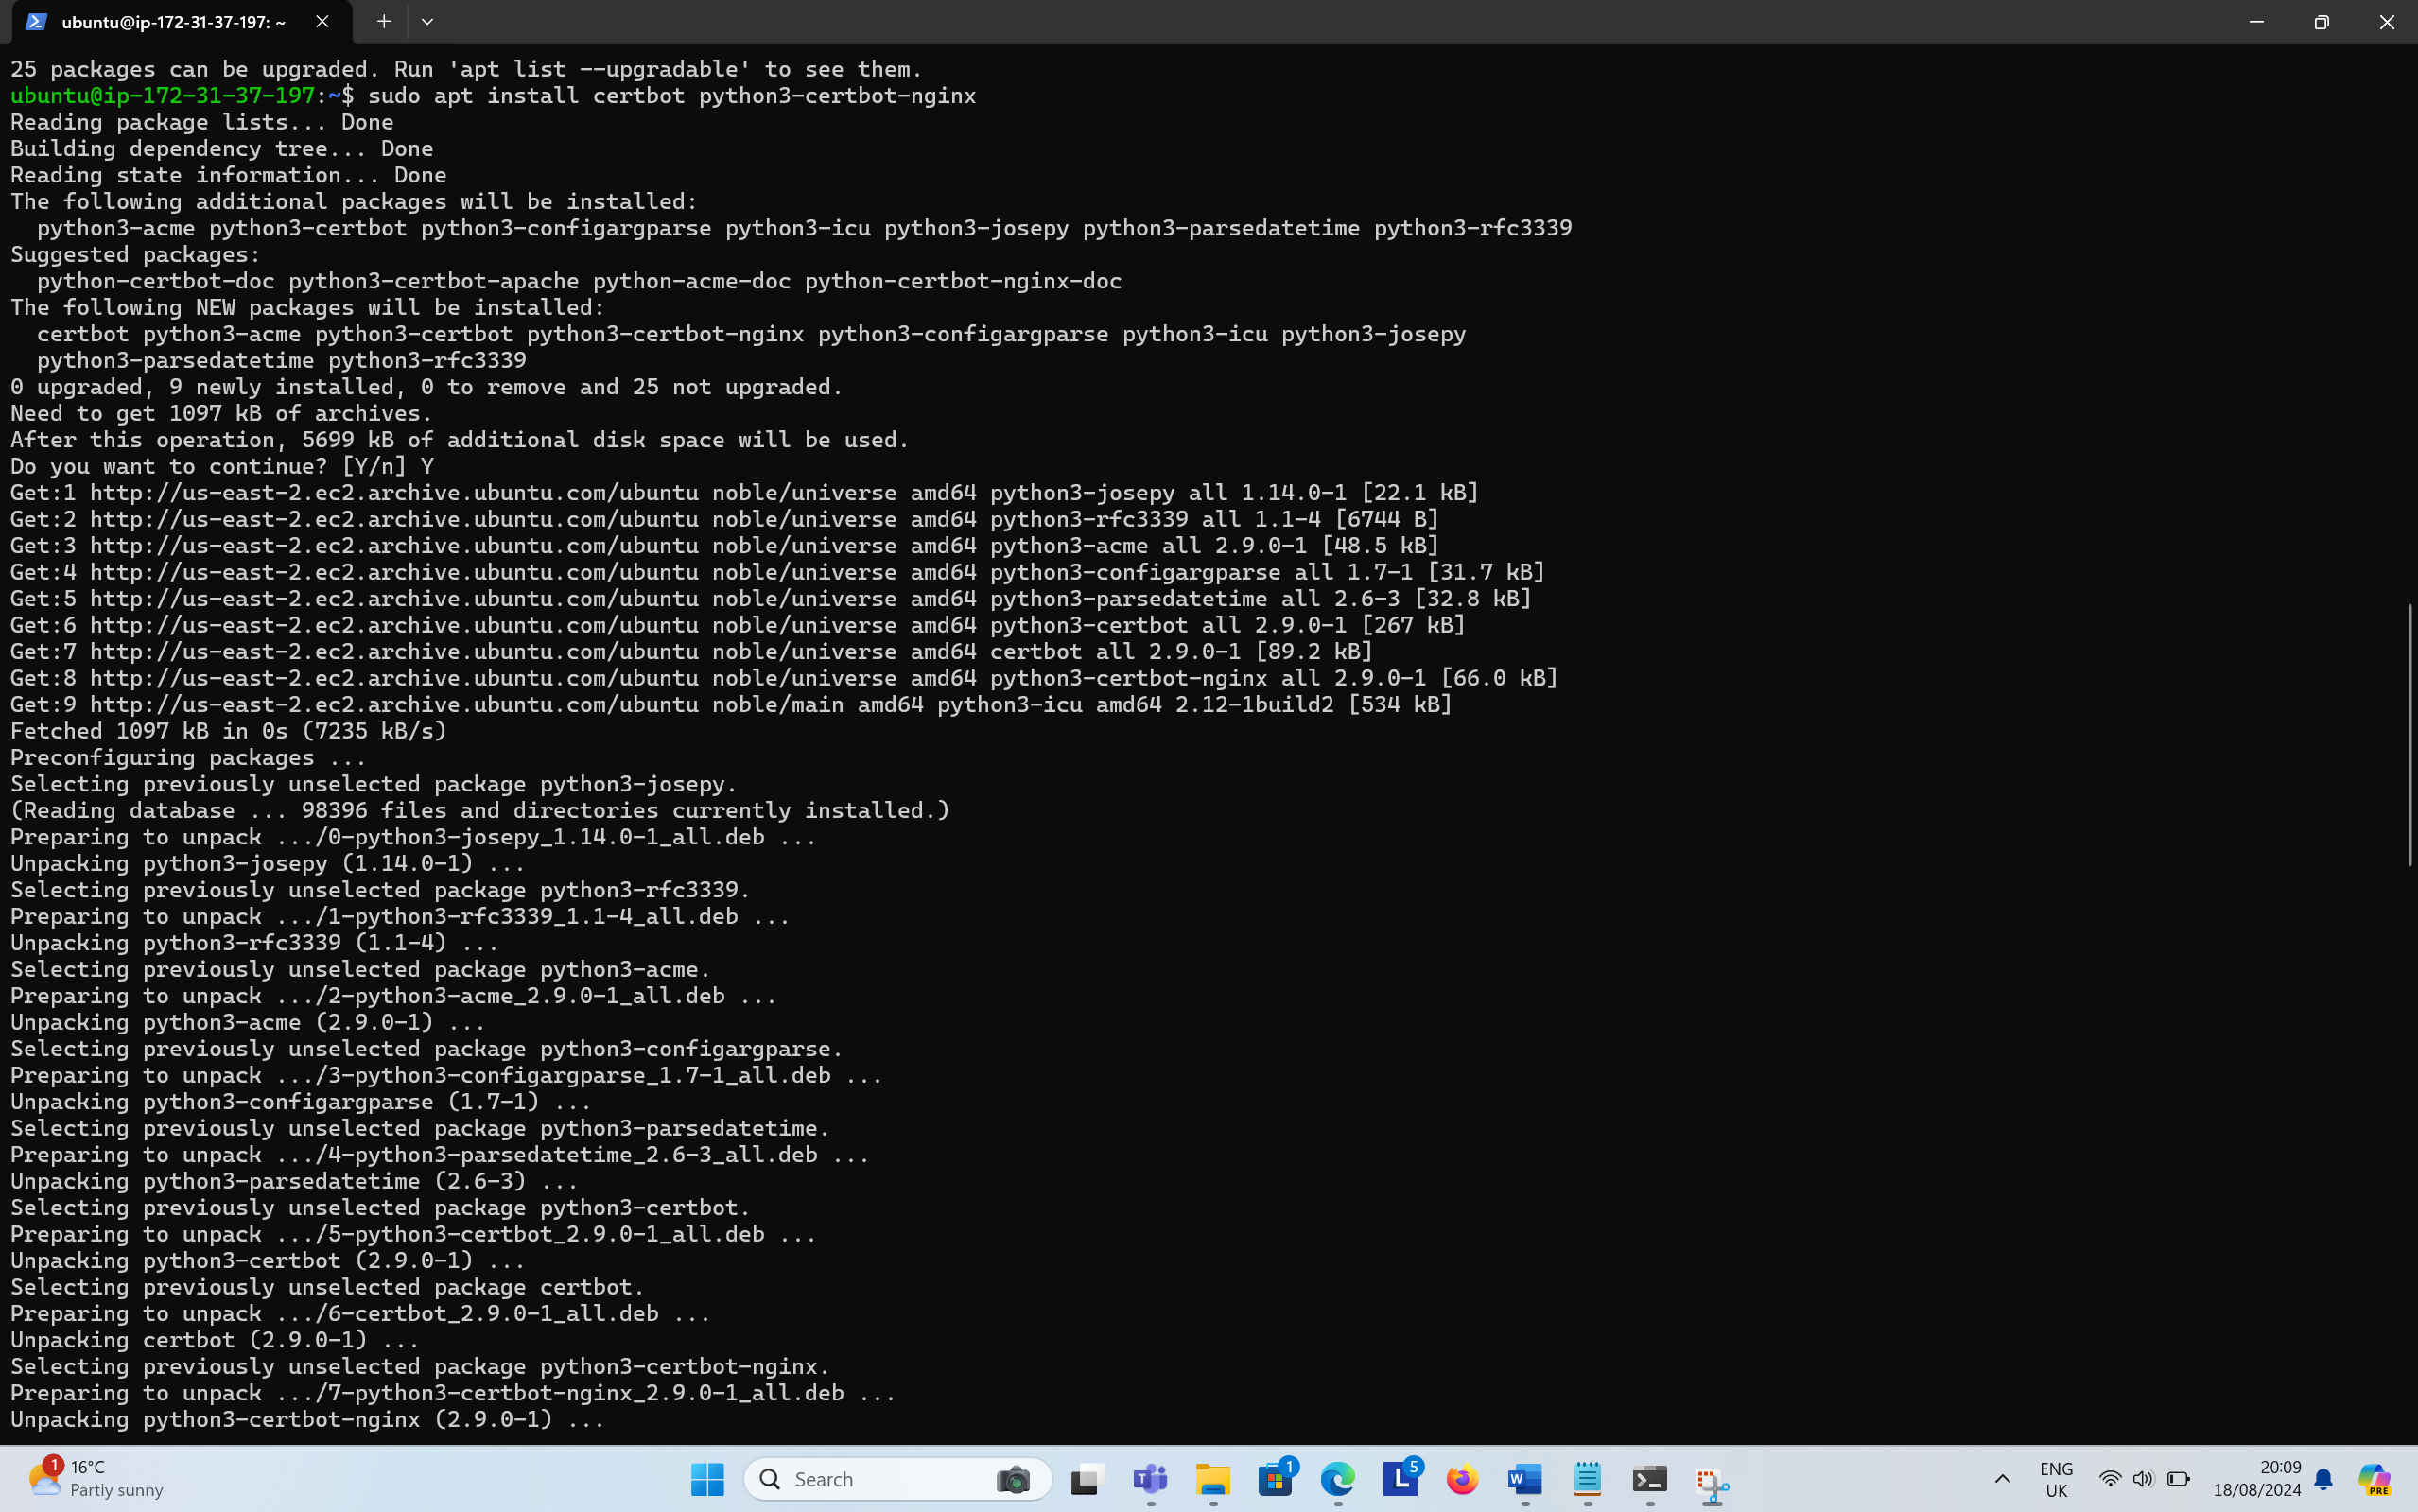 ubuntu@ip-172-31-37-197: ~
25 packages can be upgraded. Run 'apt list --upgradable' to see them.
ubuntu@ip-172-31-37-197:~$ sudo apt install certbot python3-certbot-nginx
Reading package lists... Done
Building dependency tree... Done
Reading state information... Done
The following additional packages will be installed:
  python3-acme python3-certbot python3-configargparse python3-icu python3-josepy python3-parsedatetime python3-rfc3339
Suggested packages:
  python-certbot-doc python3-certbot-apache python-acme-doc python-certbot-nginx-doc
The following NEW packages will be installed:
  certbot python3-acme python3-certbot python3-certbot-nginx python3-configargparse python3-icu python3-josepy
  python3-parsedatetime python3-rfc3339
0 upgraded, 9 newly installed, 0 to remove and 25 not upgraded.
Need to get 1097 kB of archives.
After this operation, 5699 kB of additional disk space will be used.
Do you want to continue? [Y/n] Y
Get:1 http://us-east-2.ec2.archive.ubuntu.com/ubuntu noble/universe amd64 python3-josepy all 1.14.0-1 [22.1 kB]
Get:2 http://us-east-2.ec2.archive.ubuntu.com/ubuntu noble/universe amd64 python3-rfc3339 all 1.1-4 [6744 B]
Get:3 http://us-east-2.ec2.archive.ubuntu.com/ubuntu noble/universe amd64 python3-acme all 2.9.0-1 [48.5 kB]
Get:4 http://us-east-2.ec2.archive.ubuntu.com/ubuntu noble/universe amd64 python3-configargparse all 1.7-1 [31.7 kB]
Get:5 http://us-east-2.ec2.archive.ubuntu.com/ubuntu noble/universe amd64 python3-parsedatetime all 2.6-3 [32.8 kB]
Get:6 http://us-east-2.ec2.archive.ubuntu.com/ubuntu noble/universe amd64 python3-certbot all 2.9.0-1 [267 kB]
Get:7 http://us-east-2.ec2.archive.ubuntu.com/ubuntu noble/universe amd64 certbot all 2.9.0-1 [89.2 kB]
Get:8 http://us-east-2.ec2.archive.ubuntu.com/ubuntu noble/universe amd64 python3-certbot-nginx all 2.9.0-1 [66.0 kB]
Get:9 http://us-east-2.ec2.archive.ubuntu.com/ubuntu noble/main amd64 python3-icu amd64 2.12-1build2 [534 kB]
Fetched 1097 kB in 0s (7235 kB/s)
Preconfiguring packages ...
Selecting previously unselected package python3-josepy.
(Reading database ... 98396 files and directories currently installed.)
Preparing to unpack .../0-python3-josepy_1.14.0-1_all.deb ...
Unpacking python3-josepy (1.14.0-1) ...
Selecting previously unselected package python3-rfc3339.
Preparing to unpack .../1-python3-rfc3339_1.1-4_all.deb ...
Unpacking python3-rfc3339 (1.1-4) ...
Selecting previously unselected package python3-acme.
Preparing to unpack .../2-python3-acme_2.9.0-1_all.deb ...
Unpacking python3-acme (2.9.0-1) ...
Selecting previously unselected package python3-configargparse.
Preparing to unpack .../3-python3-configargparse_1.7-1_all.deb ...
Unpacking python3-configargparse (1.7-1) ...
Selecting previously unselected package python3-parsedatetime.
Preparing to unpack .../4-python3-parsedatetime_2.6-3_all.deb ...
Unpacking python3-parsedatetime (2.6-3) ...
Selecting previously unselected package python3-certbot.
Preparing to unpack .../5-python3-certbot_2.9.0-1_all.deb ...
Unpacking python3-certbot (2.9.0-1) ...
Selecting previously unselected package certbot.
Preparing to unpack .../6-certbot_2.9.0-1_all.deb ...
Unpacking certbot (2.9.0-1) ...
Selecting previously unselected package python3-certbot-nginx.
Preparing to unpack .../7-python3-certbot-nginx_2.9.0-1_all.deb ...
Unpacking python3-certbot-nginx (2.9.0-1) ...
1
16°C
Partly sunny
Search
1
L 5
W
ENG
UK
20:09
18/08/2024
PRE